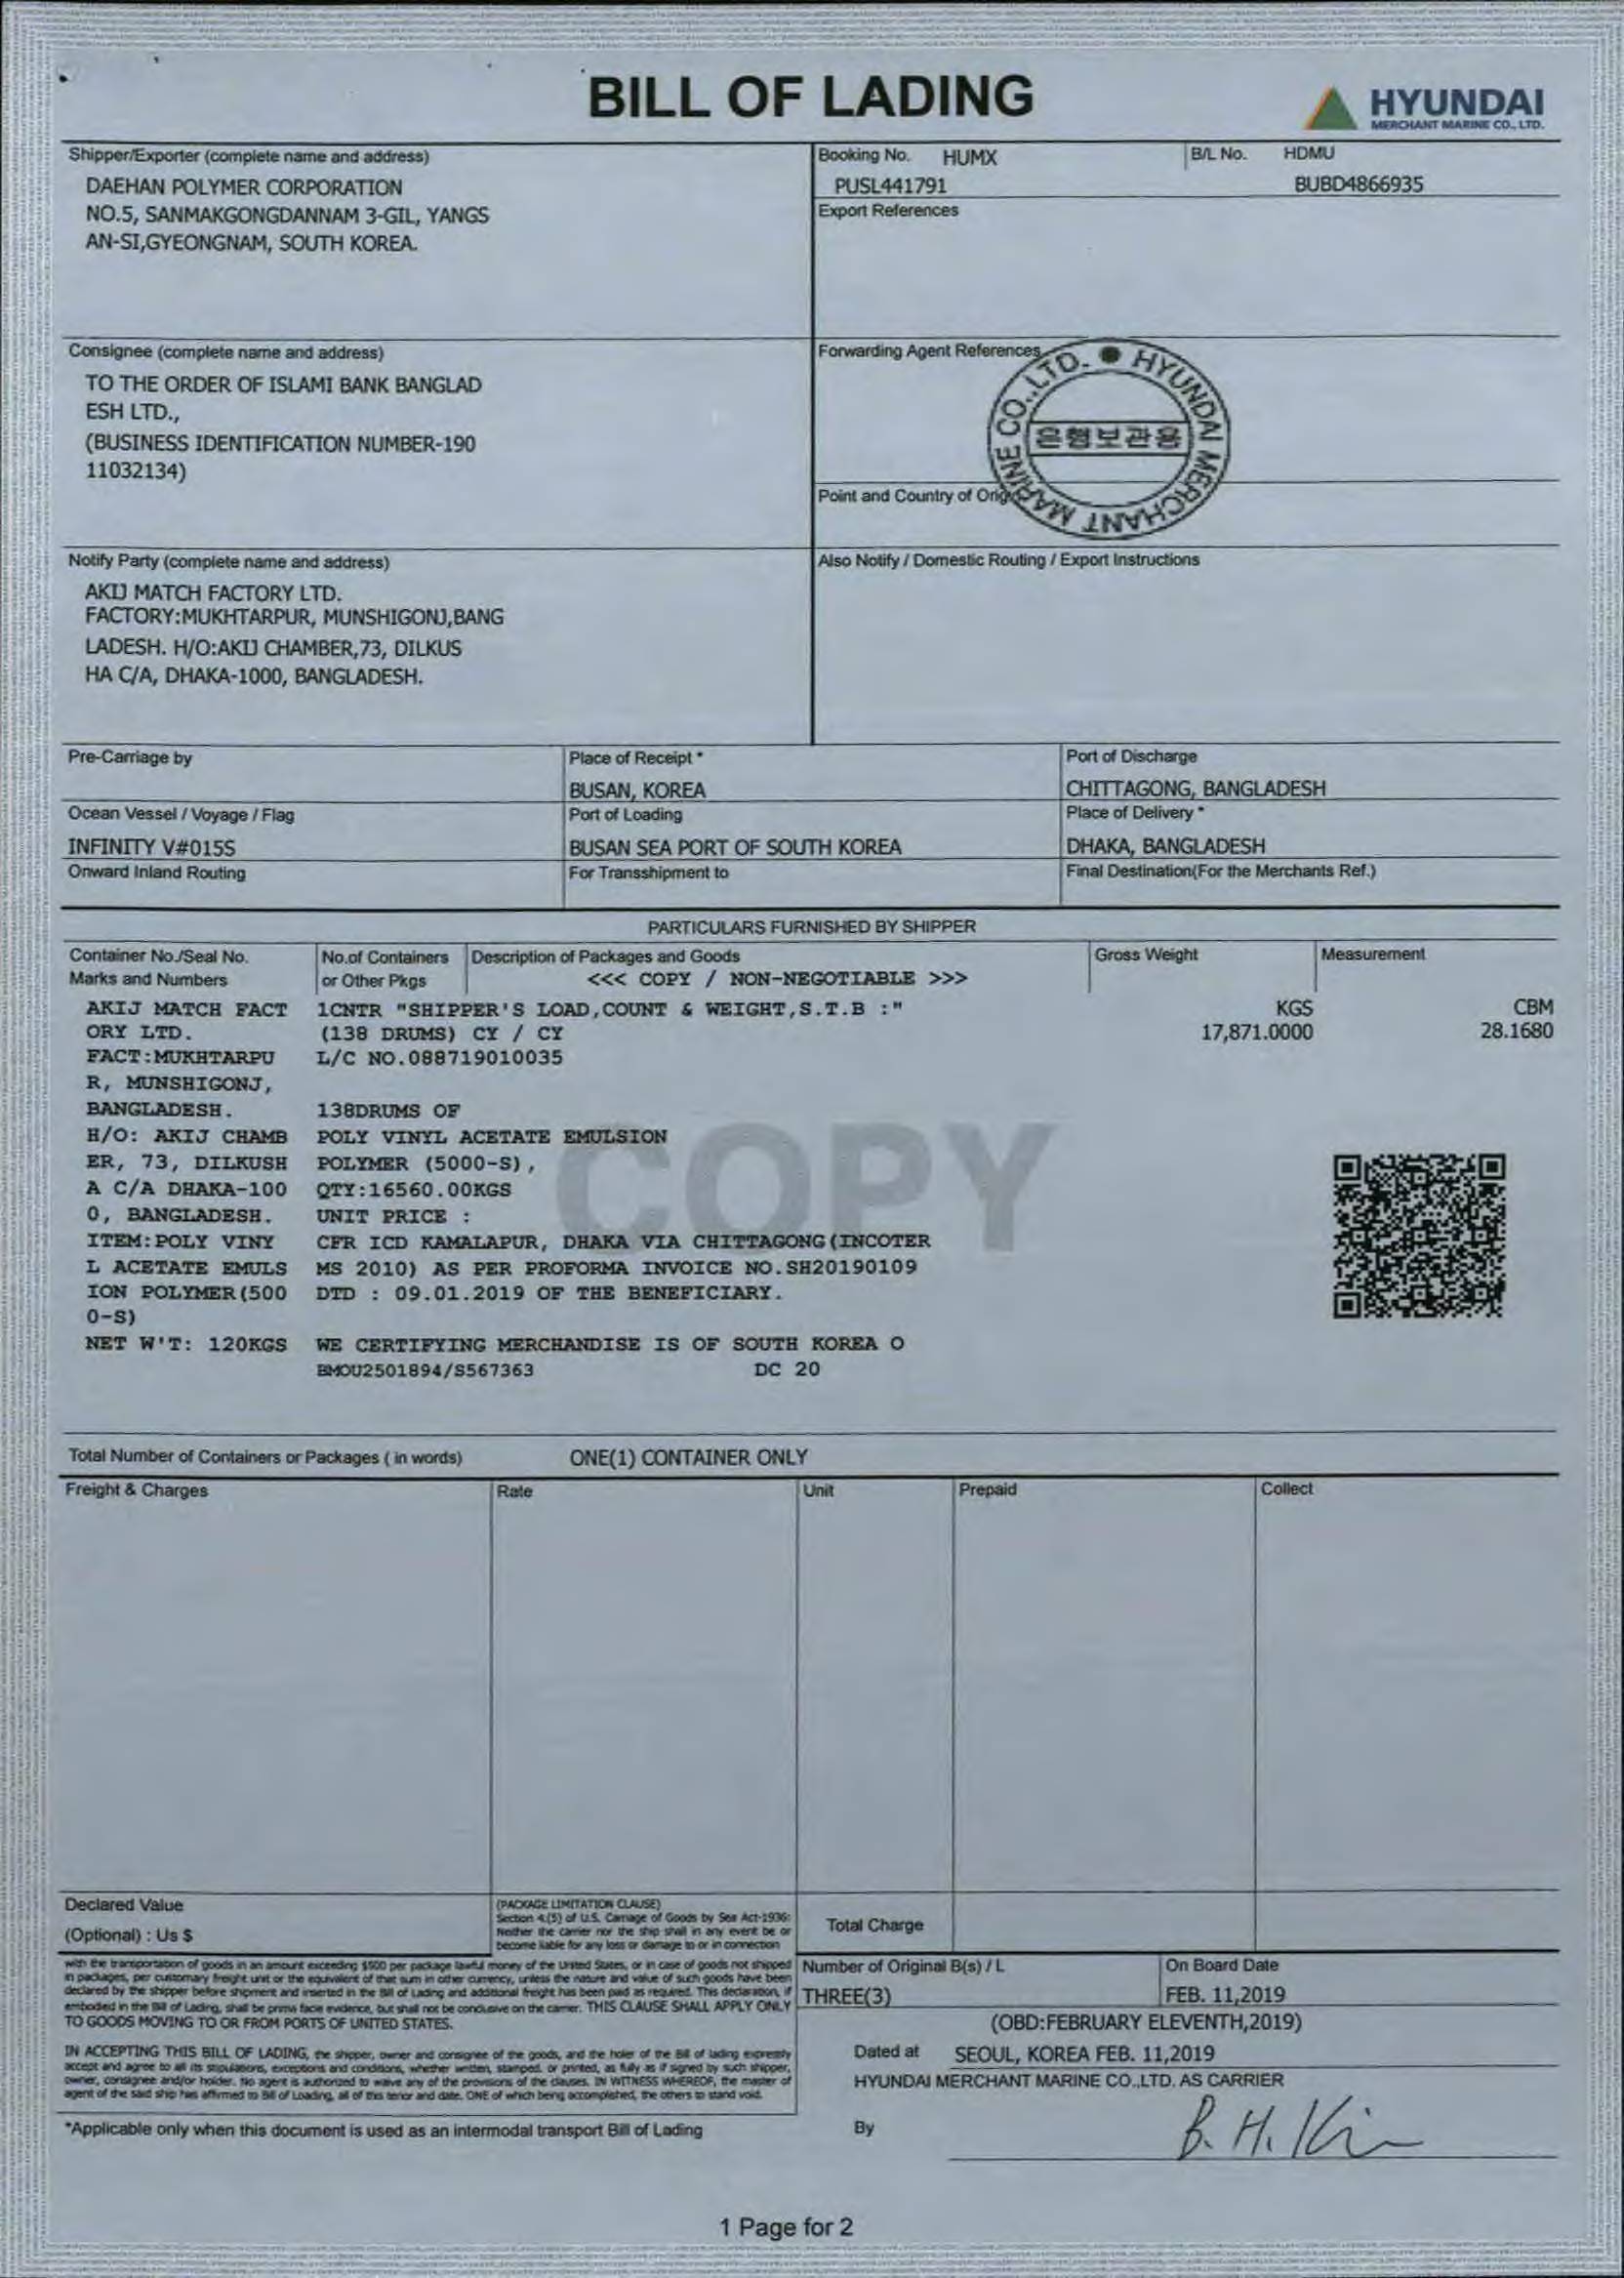 BILL OF LADING
HYUNDAI
MERCHANT MARINE CO., LTD.
Shipper/Exporter (complete name and address)
DAEHAN POLYMER CORPORATION
NO.5, SANMAKGONGDANNAM 3-GIL, YANGS
AN-SI,GYEONGNAM, SOUTH KOREA.
Booking No. HUMX
PUSL441791
B/L No. HDMU
BUBD4866935
Export References
Consignee (complete name and address)
TO THE ORDER OF ISLAMI BANK BANGLAD
ESH LTD.,
(BUSINESS IDENTIFICATION NUMBER-190
11032134)
Forwarding Agent References
HYUNDAI MERCHANT MARINE CO.,LTD.
은행보관용
Point and Country of Orig
Notify Party (complete name and address)
AKIJ MATCH FACTORY LTD.
FACTORY:MUKHTARPUR, MUNSHIGONJ,BANG
LADESH. H/O:AKIJ CHAMBER,73, DILKUS
HA C/A, DHAKA-1000, BANGLADESH.
Also Notify / Domestic Routing / Export Instructions
Pre-Carriage by
Place of Receipt *
BUSAN, KOREA
Port of Discharge
CHITTAGONG, BANGLADESH
Ocean Vessel / Voyage / Flag
INFINITY V#015S
Port of Loading
BUSAN SEA PORT OF SOUTH KOREA
Place of Delivery *
DHAKA, BANGLADESH
Onward Inland Routing
For Transshipment to
Final Destination(For the Merchants Ref.)
PARTICULARS FURNISHED BY SHIPPER
Container No./Seal No.
Marks and Numbers
No.of Containers
or Other Pkgs
Description of Packages and Goods
<<< COPY / NON-NEGOTIABLE >>>
Gross Weight
Measurement
AKIJ MATCH FACT
ORY LTD.
FACT:MUKHTARPU
R, MUNSHIGONJ,
BANGLADESH.
H/O: AKIJ CHAMB
ER, 73, DILKUSH
A C/A DHAKA-100
0, BANGLADESH.
ITEM:POLY VINY
L ACETATE EMULS
ION POLYMER(500
0-S)
NET W'T: 120KGS
1CNTR "SHIPPER'S LOAD,COUNT & WEIGHT,S.T.B :"
(138 DRUMS) CY / CY
L/C NO.088719010035
138DRUMS OF
POLY VINYL ACETATE EMULSION
POLYMER (5000-S),
QTY:16560.00KGS
UNIT PRICE :
CFR ICD KAMALAPUR, DHAKA VIA CHITTAGONG(INCOTER
MS 2010) AS PER PROFORMA INVOICE NO.SH20190109
DTD : 09.01.2019 OF THE BENEFICIARY.
WE CERTIFYING MERCHANDISE IS OF SOUTH KOREA O
BMOU2501894/S567363 DC 20
KGS
17,871.0000
CBM
28.1680
COPY
Total Number of Containers or Packages ( in words) ONE(1) CONTAINER ONLY
Freight & Charges
Rate
Unit
Prepaid
Collect
Declared Value
(Optional) : Us $
(PACKAGE LIMITATION CLAUSE)
Section 4.(5) of U.S. Carriage of Goods by Sea Act-1936:
Neither the carrier nor the ship shall in any event be or
become liable for any loss or damage to or in connection
with the transportation of goods in an amount exceeding $500 per package lawful money of the United States, or in case of goods not shipped
in packages, per customary freight unit or the equivalent of that sum in other currency, unless the nature and value of such goods have been
declared by the shipper before shipment and inserted in the Bill of Lading and additional freight has been paid as required. This declaration, if
embodied in the Bill of Lading, shall be prima facie evidence, but shall not be conclusive on the carrier. THIS CLAUSE SHALL APPLY ONLY
TO GOODS MOVING TO OR FROM PORTS OF UNITED STATES.
IN ACCEPTING THIS BILL OF LADING, the shipper, owner and consignee of the goods, and the holer of the Bill of lading expressly
accept and agree to all its stipulations, exceptions and conditions, whether written, stamped, or printed, as fully as if signed by such shipper,
owner, consignee and/or holder. No agent is authorized to waive any of the provisions of the clauses. IN WITNESS WHEREOF, the master of
agent of the said ship has affirmed to Bill of Loading, all of this tenor and date. ONE of which being accomplished, the others to stand void.
*Applicable only when this document is used as an intermodal transport Bill of Lading
Total Charge
Number of Original B(s) / L
THREE(3)
On Board Date
FEB. 11,2019
(OBD:FEBRUARY ELEVENTH,2019)
Dated at SEOUL, KOREA FEB. 11,2019
HYUNDAI MERCHANT MARINE CO.,LTD. AS CARRIER
By B. H. Kim
1 Page for 2